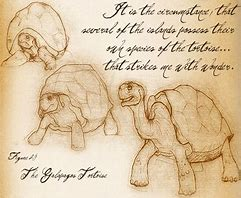 It is the circumstance, that
several of the islands possess their
own species of the tortoise...
that strikes me with wonder.
Figure 23
The Galapagos Tortoise